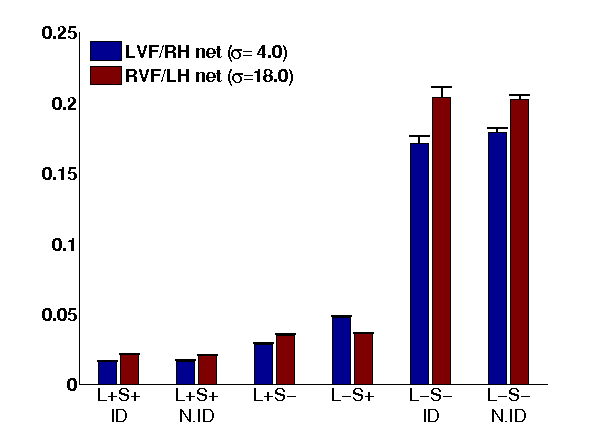 0.25
LVF/RH net (σ= 4.0)
RVF/LH net (σ=18.0)
0.2
0.15
0.1
0.05
0
L+S+ L+S+ L+S− L−S+ L−S− L−S−
ID N.ID ID N.ID